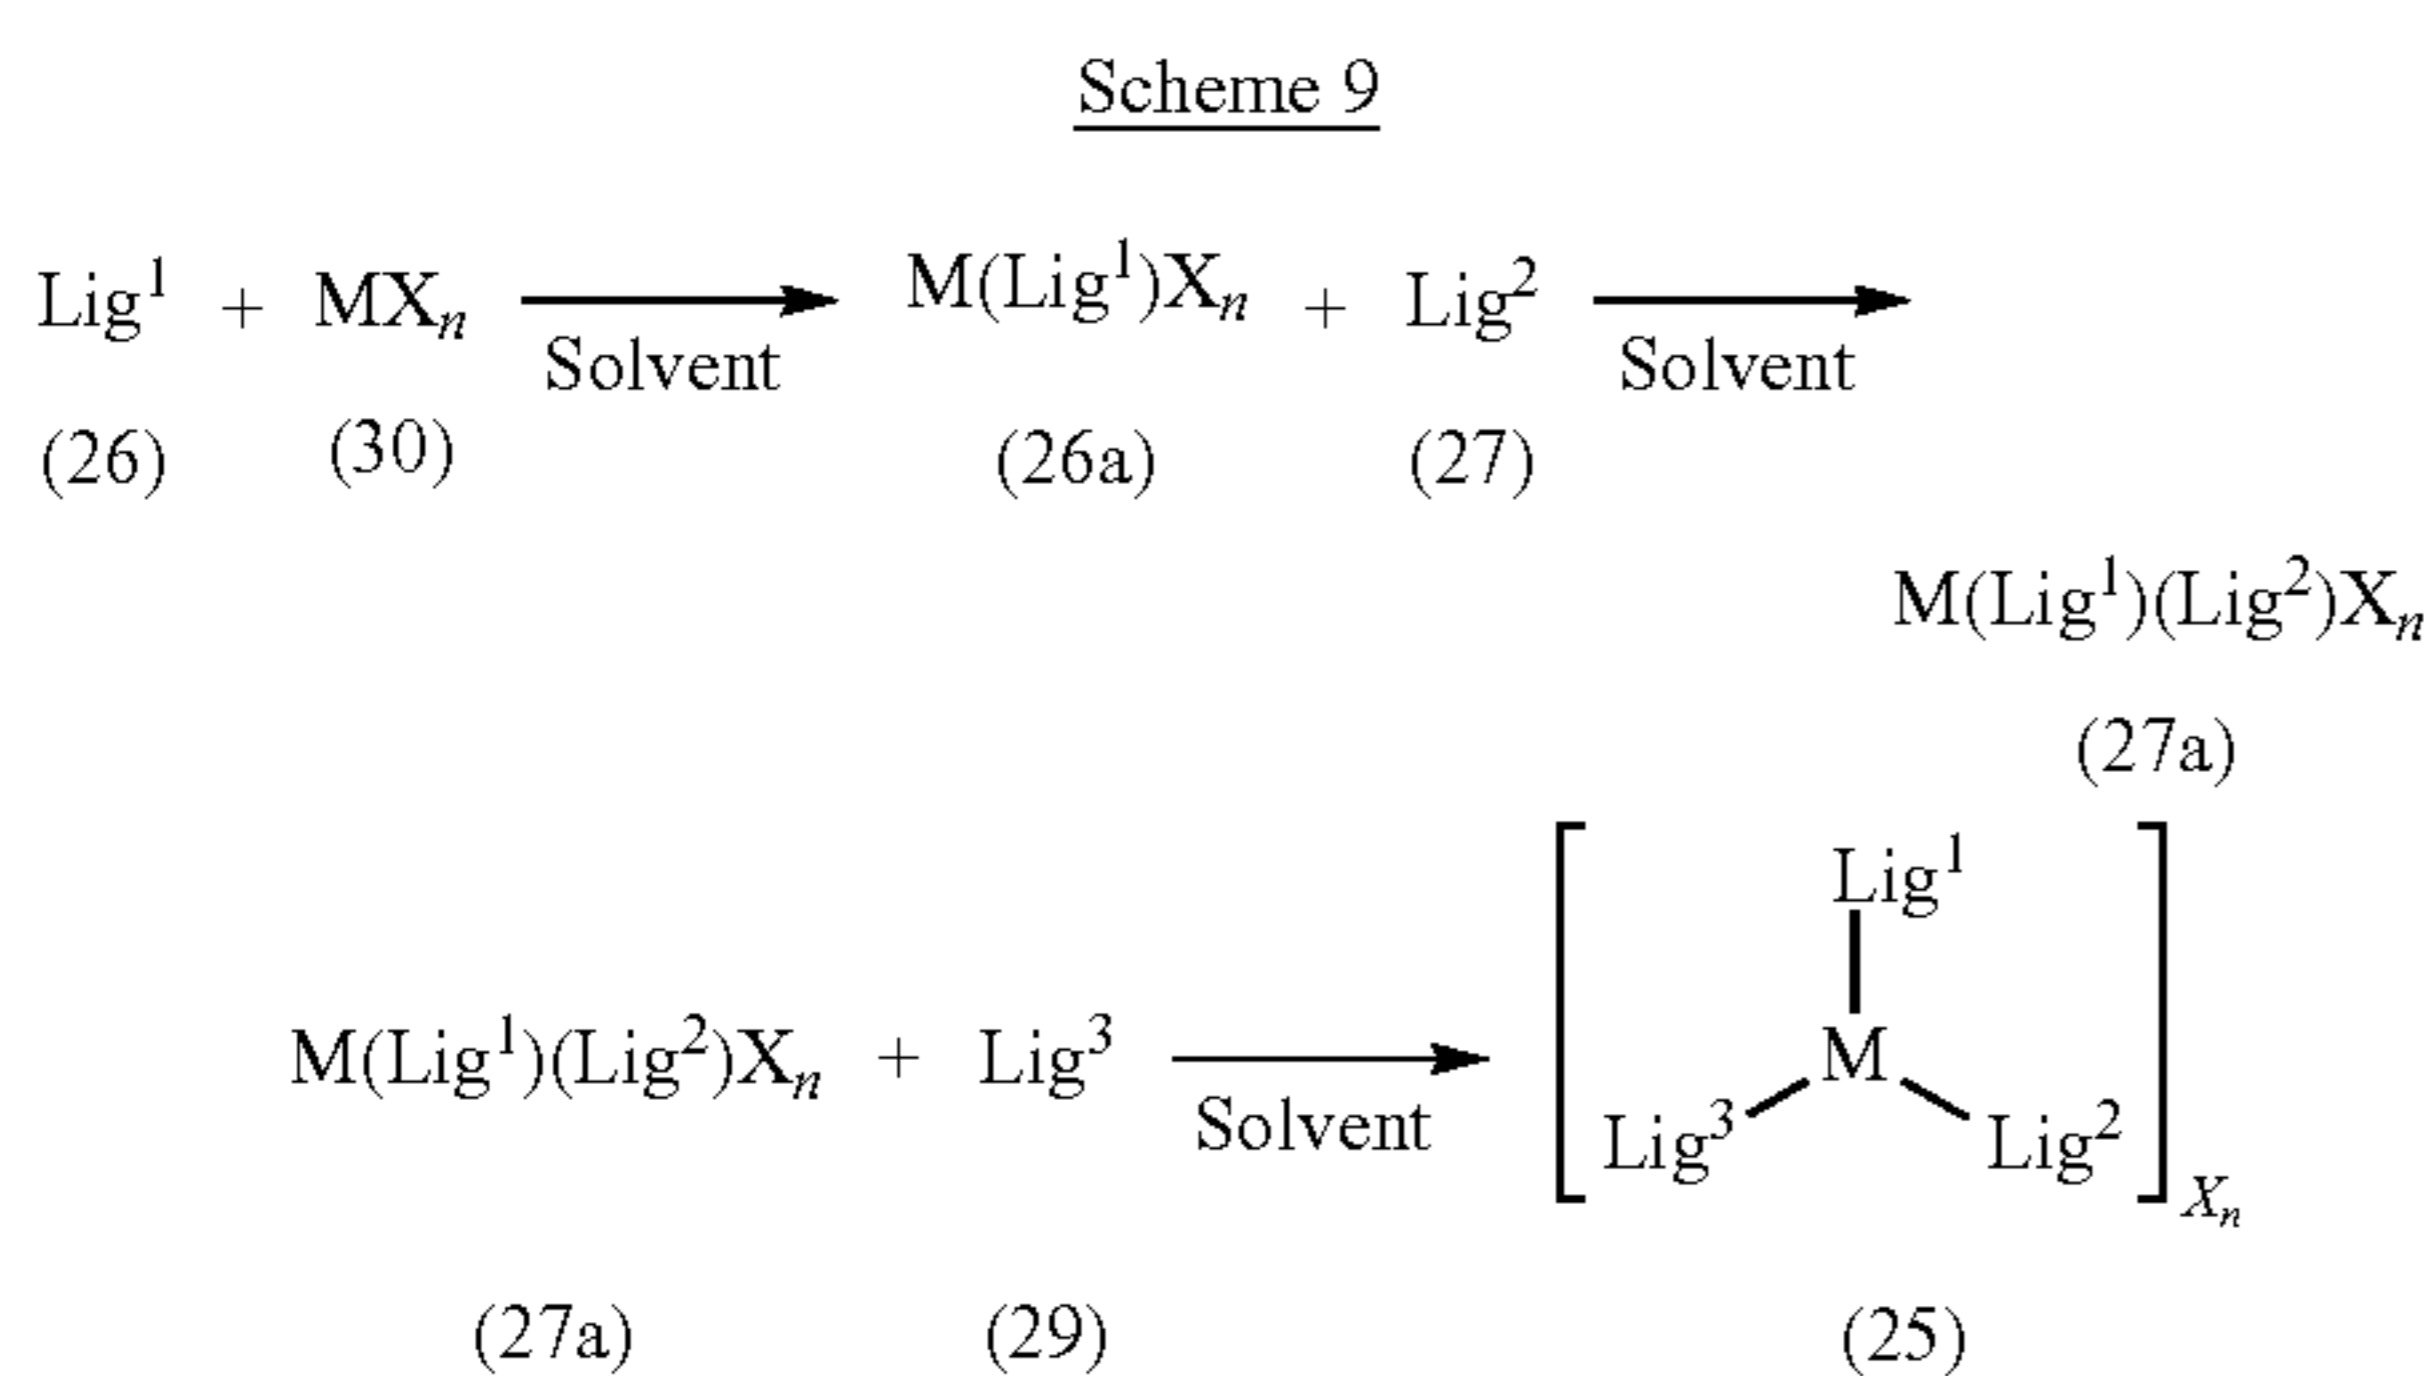 Scheme 9
Lig¹ + MXₙ M(Lig¹)Xₙ + Lig²
Solvent Solvent
(26) (30) (26a) (27)
M(Lig¹)(Lig²)Xₙ
(27a)
Lig¹
M(Lig¹)(Lig²)Xₙ + Lig³ M
Solvent Lig³ Lig²
Xₙ
(27a) (29) (25)